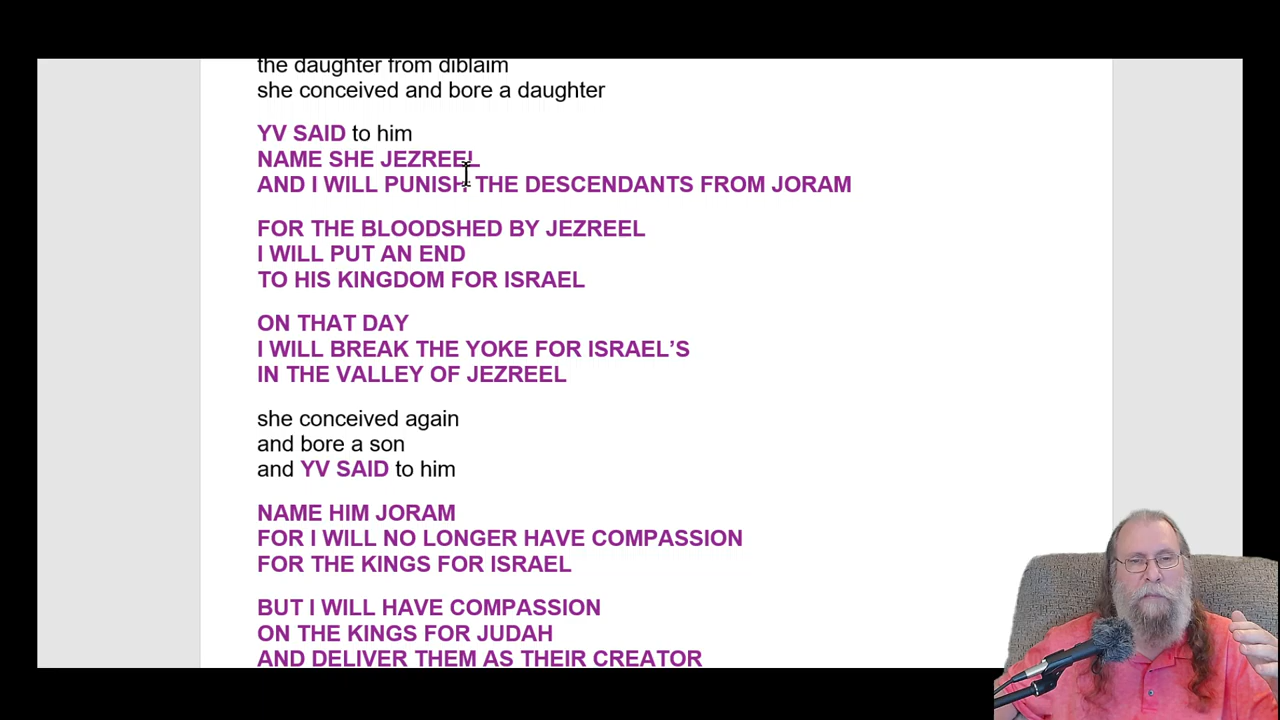 the daughter from diblaim
she conceived and bore a daughter
YV SAID to him
NAME SHE JEZREEL
AND I WILL PUNISH THE DESCENDANTS FROM JORAM
FOR THE BLOODSHED BY JEZREEL
I WILL PUT AN END
TO HIS KINGDOM FOR ISRAEL
ON THAT DAY
I WILL BREAK THE YOKE FOR ISRAEL’S
IN THE VALLEY OF JEZREEL
she conceived again
and bore a son
and YV SAID to him
NAME HIM JORAM
FOR I WILL NO LONGER HAVE COMPASSION
FOR THE KINGS FOR ISRAEL
BUT I WILL HAVE COMPASSION
ON THE KINGS FOR JUDAH
AND DELIVER THEM AS THEIR CREATOR